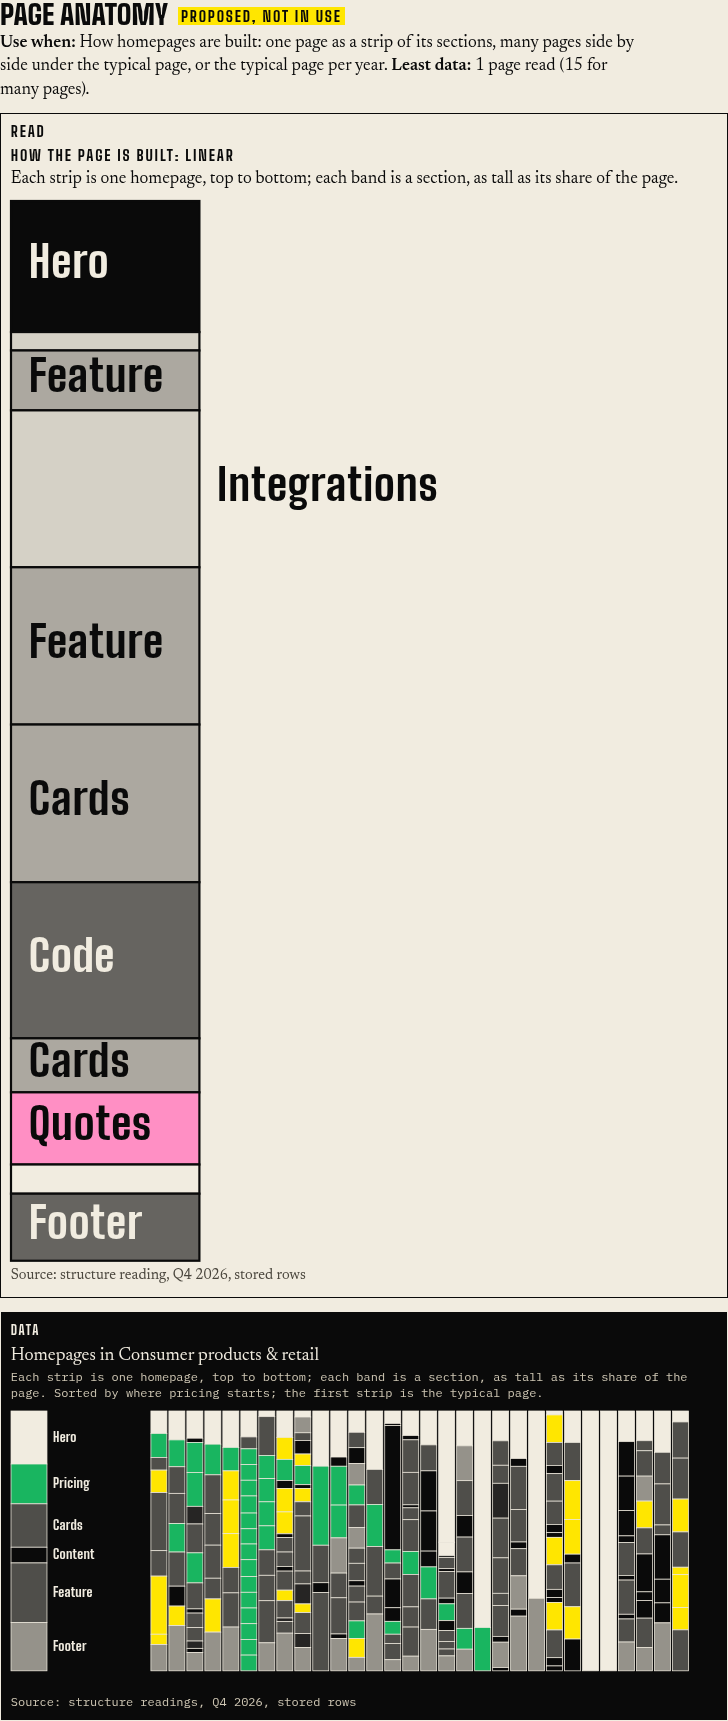 PAGE ANATOMY PROPOSED, NOT IN USE
Use when: How homepages are built: one page as a strip of its sections, many pages side by
side under the typical page, or the typical page per year. Least data: 1 page read (15 for
many pages).
READ
HOW THE PAGE IS BUILT: LINEAR
Each strip is one homepage, top to bottom; each band is a section, as tall as its share of the page.
Hero
Feature
Integrations
Feature
Cards
Code
Cards
Quotes
Footer
Source: structure reading, Q4 2026, stored rows
DATA
Homepages in Consumer products & retail
Each strip is one homepage, top to bottom; each band is a section, as tall as its share of the
page. Sorted by where pricing starts; the first strip is the typical page.
Hero
Pricing
Cards
Content
Feature
Footer
Source: structure readings, Q4 2026, stored rows